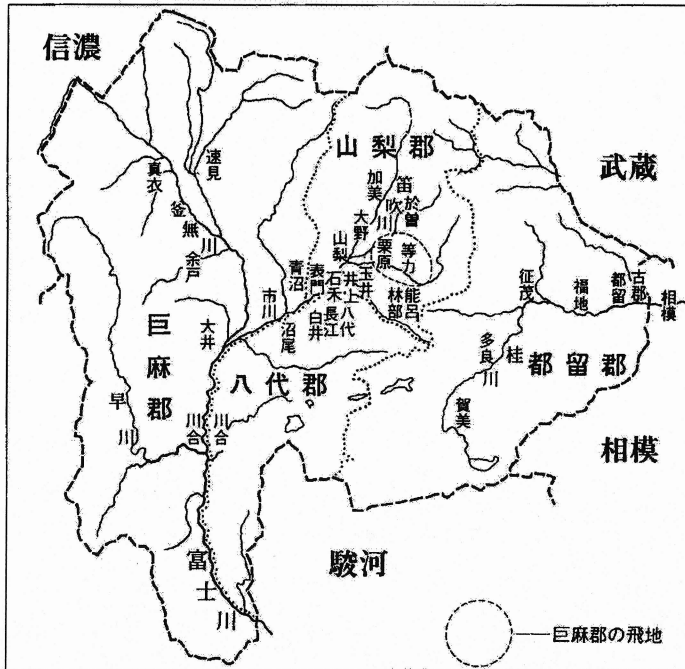 信濃
武蔵
相模
駿河
山梨郡
巨麻郡
八代郡
都留郡
真衣
速見
釜無川
余戸
大井
早川
川合
川合
富士川
市川
沼尾
青沼
表門
白井
石禾
長江
井上
八代
玉井
山梨
大野
加美
笛吹川
於曽
栗原
等力
林部
能呂
征茂
福地
都留
古郡
相模
多良
桂川
賀美
巨麻郡の飛地